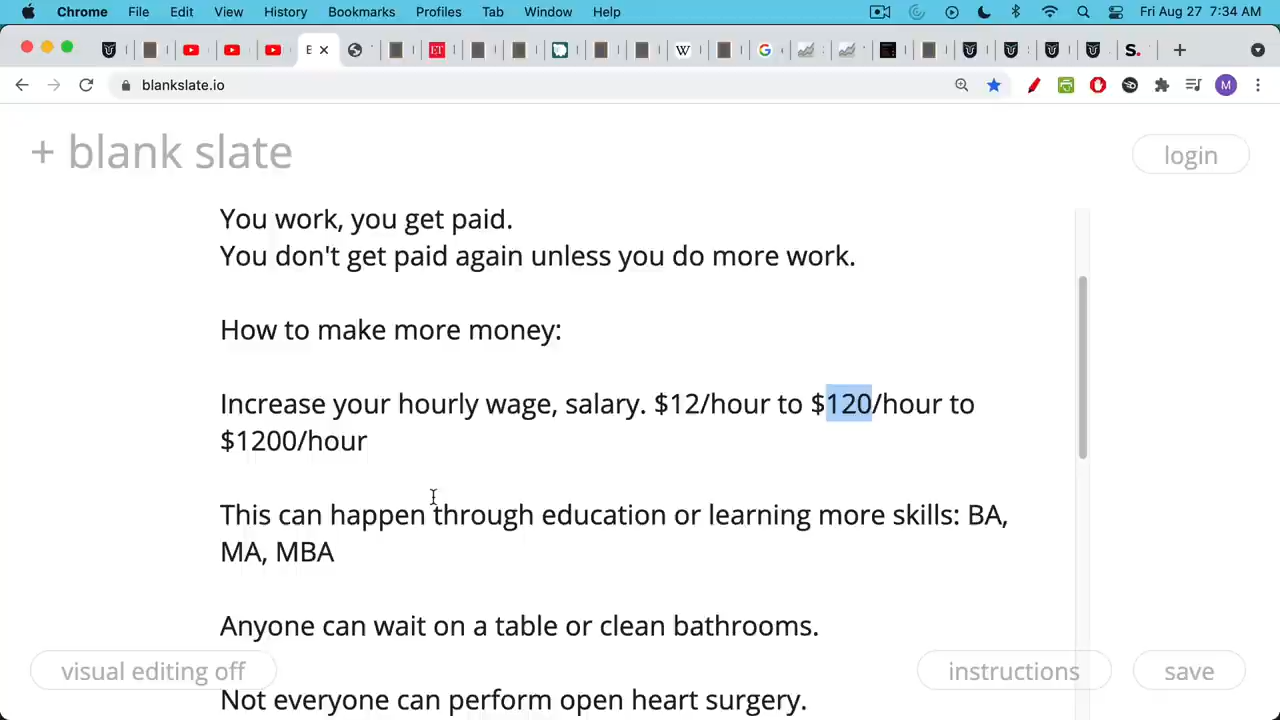 Chrome File Edit View History Bookmarks Profiles Tab Window Help Fri Aug 27 7:34 AM
blankslate.io
+ blank slate
login
You work, you get paid.
You don't get paid again unless you do more work.
How to make more money:
Increase your hourly wage, salary. $12/hour to $120/hour to
$1200/hour
This can happen through education or learning more skills: BA,
MA, MBA
Anyone can wait on a table or clean bathrooms.
visual editing off instructions save
Not everyone can perform open heart surgery.